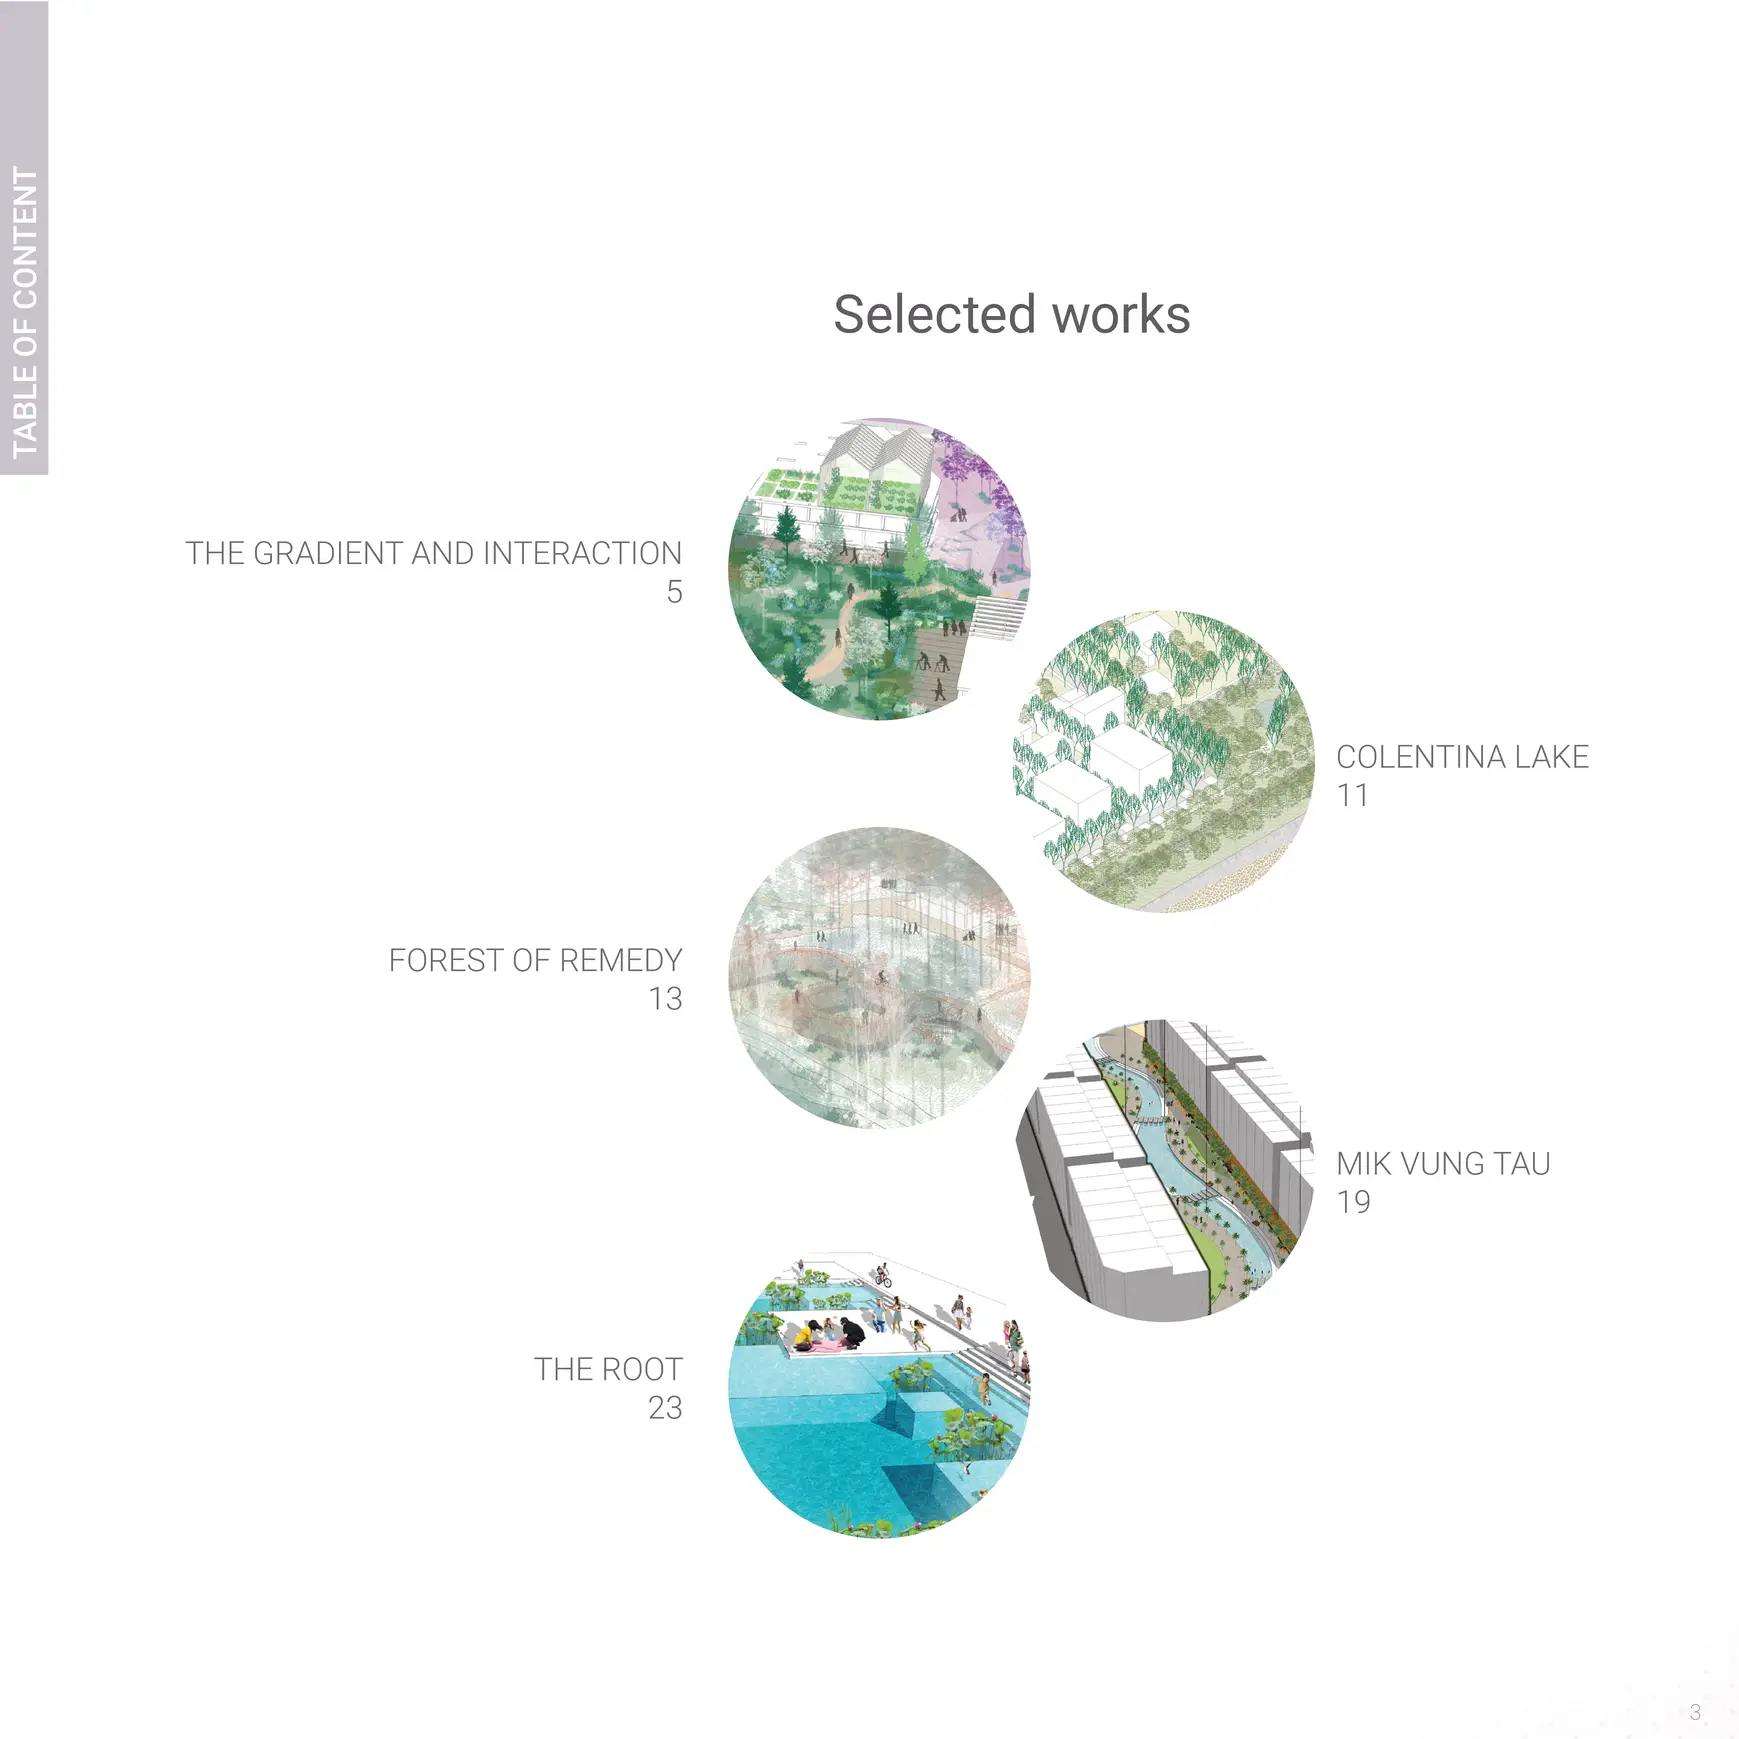 TABLE OF CONTENT
Selected works
THE GRADIENT AND INTERACTION
5
COLENTINA LAKE
11
FOREST OF REMEDY
13
MIK VUNG TAU
19
THE ROOT
23
3